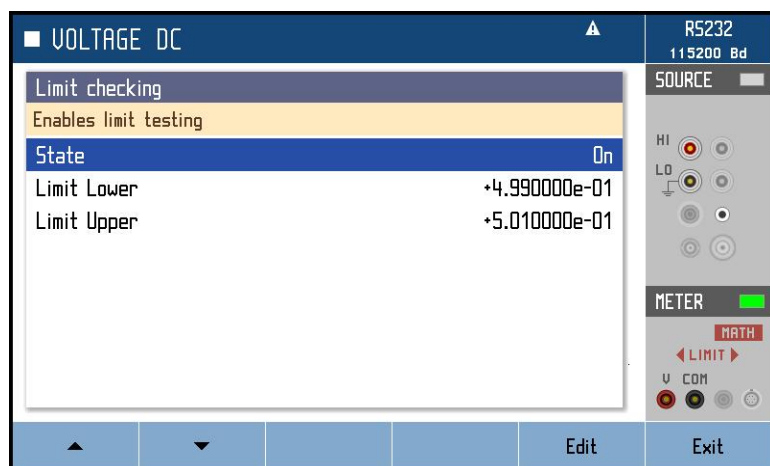 VOLTAGE DC
RS232
115200 Bd
Limit checking
Enables limit testing
State On
Limit Lower +4.990000e-01
Limit Upper +5.010000e-01
SOURCE
HI
LO
METER
MATH
LIMIT
V COM
Edit
Exit